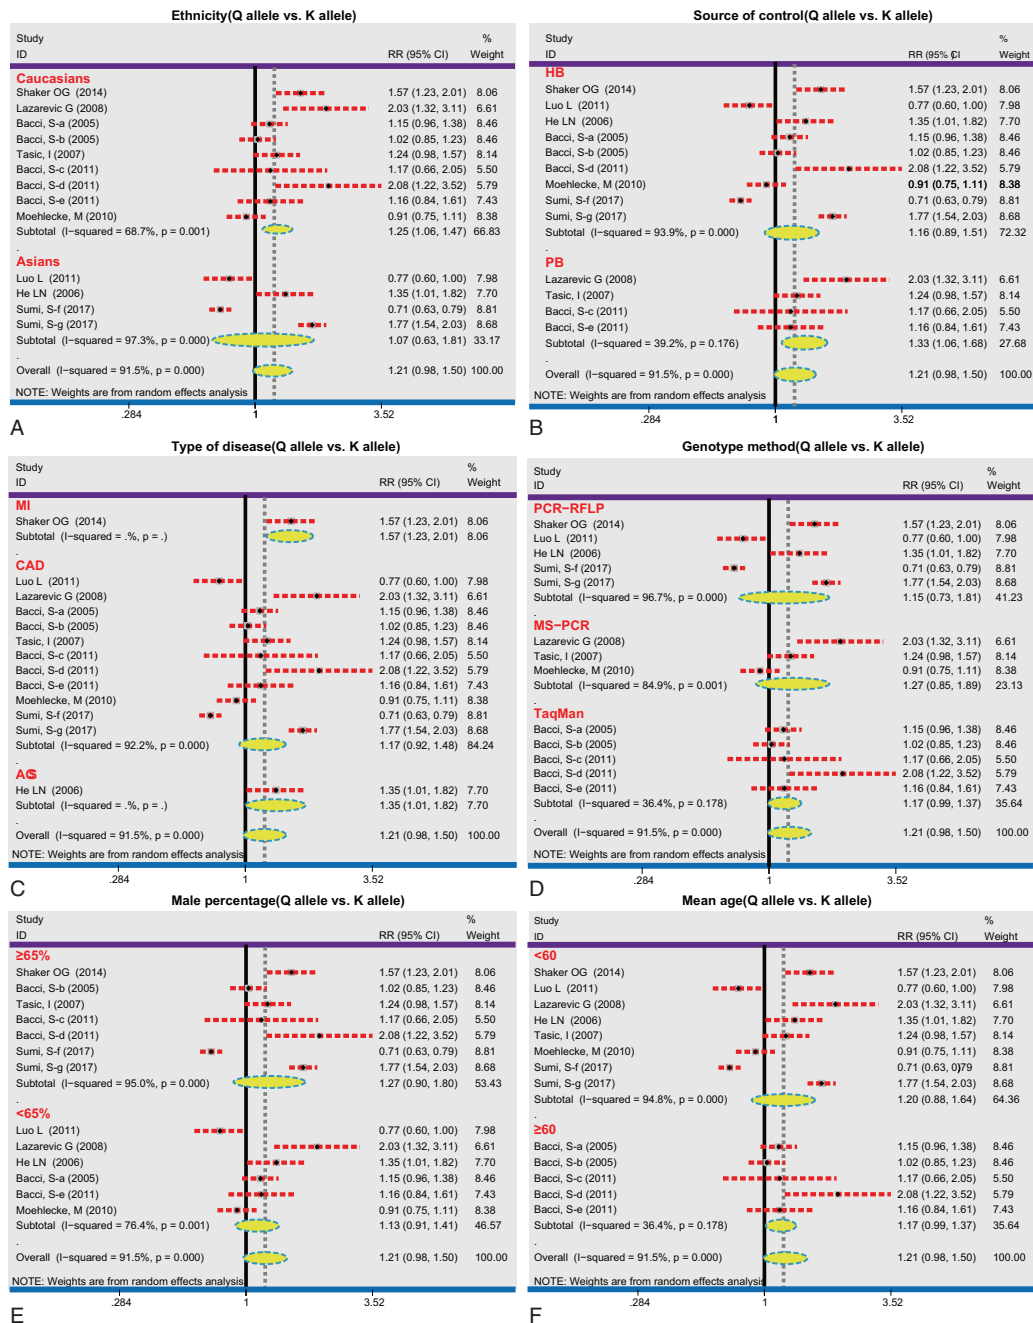 Ethnicity(Q allele vs. K allele)
Study %
ID RR (95% CI) Weight
Caucasians
Shaker OG (2014) 1.57 (1.23, 2.01) 8.06
Lazarevic G (2008) 2.03 (1.32, 3.11) 6.61
Bacci, S-a (2005) 1.15 (0.96, 1.38) 8.46
Bacci, S-b (2005) 1.02 (0.85, 1.23) 8.46
Tasic, I (2007) 1.24 (0.98, 1.57) 8.14
Bacci, S-c (2011) 1.17 (0.66, 2.05) 5.50
Bacci, S-d (2011) 2.08 (1.22, 3.52) 5.79
Bacci, S-e (2011) 1.16 (0.84, 1.61) 7.43
Moehlecke, M (2010) 0.91 (0.75, 1.11) 8.38
Subtotal (I-squared = 68.7%, p = 0.001) 1.25 (1.06, 1.47) 66.83
.
Asians
Luo L (2011) 0.77 (0.60, 1.00) 7.98
He LN (2006) 1.35 (1.01, 1.82) 7.70
Sumi, S-f (2017) 0.71 (0.63, 0.79) 8.81
Sumi, S-g (2017) 1.77 (1.54, 2.03) 8.68
Subtotal (I-squared = 97.3%, p = 0.000) 1.07 (0.63, 1.81) 33.17
.
Overall (I-squared = 91.5%, p = 0.000) 1.21 (0.98, 1.50) 100.00
NOTE: Weights are from random effects analysis
.284 1 3.52
A
Source of control(Q allele vs. K allele)
Study %
ID RR (95% CI) Weight
HB
Shaker OG (2014) 1.57 (1.23, 2.01) 8.06
Luo L (2011) 0.77 (0.60, 1.00) 7.98
He LN (2006) 1.35 (1.01, 1.82) 7.70
Bacci, S-a (2005) 1.15 (0.96, 1.38) 8.46
Bacci, S-b (2005) 1.02 (0.85, 1.23) 8.46
Bacci, S-d (2011) 2.08 (1.22, 3.52) 5.79
Moehlecke, M (2010) 0.91 (0.75, 1.11) 8.38
Sumi, S-f (2017) 0.71 (0.63, 0.79) 8.81
Sumi, S-g (2017) 1.77 (1.54, 2.03) 8.68
Subtotal (I-squared = 93.9%, p = 0.000) 1.16 (0.89, 1.51) 72.32
.
PB
Lazarevic G (2008) 2.03 (1.32, 3.11) 6.61
Tasic, I (2007) 1.24 (0.98, 1.57) 8.14
Bacci, S-c (2011) 1.17 (0.66, 2.05) 5.50
Bacci, S-e (2011) 1.16 (0.84, 1.61) 7.43
Subtotal (I-squared = 39.2%, p = 0.176) 1.33 (1.06, 1.68) 27.68
.
Overall (I-squared = 91.5%, p = 0.000) 1.21 (0.98, 1.50) 100.00
NOTE: Weights are from random effects analysis
.284 1 3.52
B
Type of disease(Q allele vs. K allele)
Study %
ID RR (95% CI) Weight
MI
Shaker OG (2014) 1.57 (1.23, 2.01) 8.06
Subtotal (I-squared = .%, p = .) 1.57 (1.23, 2.01) 8.06
.
CAD
Luo L (2011) 0.77 (0.60, 1.00) 7.98
Lazarevic G (2008) 2.03 (1.32, 3.11) 6.61
Bacci, S-a (2005) 1.15 (0.96, 1.38) 8.46
Bacci, S-b (2005) 1.02 (0.85, 1.23) 8.46
Tasic, I (2007) 1.24 (0.98, 1.57) 8.14
Bacci, S-c (2011) 1.17 (0.66, 2.05) 5.50
Bacci, S-d (2011) 2.08 (1.22, 3.52) 5.79
Bacci, S-e (2011) 1.16 (0.84, 1.61) 7.43
Moehlecke, M (2010) 0.91 (0.75, 1.11) 8.38
Sumi, S-f (2017) 0.71 (0.63, 0.79) 8.81
Sumi, S-g (2017) 1.77 (1.54, 2.03) 8.68
Subtotal (I-squared = 92.2%, p = 0.000) 1.17 (0.92, 1.48) 84.24
.
ACS
He LN (2006) 1.35 (1.01, 1.82) 7.70
Subtotal (I-squared = .%, p = .) 1.35 (1.01, 1.82) 7.70
.
Overall (I-squared = 91.5%, p = 0.000) 1.21 (0.98, 1.50) 100.00
NOTE: Weights are from random effects analysis
.284 1 3.52
C
Genotype method(Q allele vs. K allele)
Study %
ID RR (95% CI) Weight
PCR-RFLP
Shaker OG (2014) 1.57 (1.23, 2.01) 8.06
Luo L (2011) 0.77 (0.60, 1.00) 7.98
He LN (2006) 1.35 (1.01, 1.82) 7.70
Sumi, S-f (2017) 0.71 (0.63, 0.79) 8.81
Sumi, S-g (2017) 1.77 (1.54, 2.03) 8.68
Subtotal (I-squared = 96.7%, p = 0.000) 1.15 (0.73, 1.81) 41.23
.
MS-PCR
Lazarevic G (2008) 2.03 (1.32, 3.11) 6.61
Tasic, I (2007) 1.24 (0.98, 1.57) 8.14
Moehlecke, M (2010) 0.91 (0.75, 1.11) 8.38
Subtotal (I-squared = 84.9%, p = 0.001) 1.27 (0.85, 1.89) 23.13
.
TaqMan
Bacci, S-a (2005) 1.15 (0.96, 1.38) 8.46
Bacci, S-b (2005) 1.02 (0.85, 1.23) 8.46
Bacci, S-c (2011) 1.17 (0.66, 2.05) 5.50
Bacci, S-d (2011) 2.08 (1.22, 3.52) 5.79
Bacci, S-e (2011) 1.16 (0.84, 1.61) 7.43
Subtotal (I-squared = 36.4%, p = 0.178) 1.17 (0.99, 1.37) 35.64
.
Overall (I-squared = 91.5%, p = 0.000) 1.21 (0.98, 1.50) 100.00
NOTE: Weights are from random effects analysis
.284 1 3.52
D
Male percentage(Q allele vs. K allele)
Study %
ID RR (95% CI) Weight
≥65%
Shaker OG (2014) 1.57 (1.23, 2.01) 8.06
Bacci, S-b (2005) 1.02 (0.85, 1.23) 8.46
Tasic, I (2007) 1.24 (0.98, 1.57) 8.14
Bacci, S-c (2011) 1.17 (0.66, 2.05) 5.50
Bacci, S-d (2011) 2.08 (1.22, 3.52) 5.79
Sumi, S-f (2017) 0.71 (0.63, 0.79) 8.81
Sumi, S-g (2017) 1.77 (1.54, 2.03) 8.68
Subtotal (I-squared = 95.0%, p = 0.000) 1.27 (0.90, 1.80) 53.43
.
<65%
Luo L (2011) 0.77 (0.60, 1.00) 7.98
Lazarevic G (2008) 2.03 (1.32, 3.11) 6.61
He LN (2006) 1.35 (1.01, 1.82) 7.70
Bacci, S-a (2005) 1.15 (0.96, 1.38) 8.46
Bacci, S-e (2011) 1.16 (0.84, 1.61) 7.43
Moehlecke, M (2010) 0.91 (0.75, 1.11) 8.38
Subtotal (I-squared = 76.4%, p = 0.001) 1.13 (0.91, 1.41) 46.57
.
Overall (I-squared = 91.5%, p = 0.000) 1.21 (0.98, 1.50) 100.00
NOTE: Weights are from random effects analysis
.284 1 3.52
E
Mean age(Q allele vs. K allele)
Study %
ID RR (95% CI) Weight
<60
Shaker OG (2014) 1.57 (1.23, 2.01) 8.06
Luo L (2011) 0.77 (0.60, 1.00) 7.98
Lazarevic G (2008) 2.03 (1.32, 3.11) 6.61
He LN (2006) 1.35 (1.01, 1.82) 7.70
Tasic, I (2007) 1.24 (0.98, 1.57) 8.14
Moehlecke, M (2010) 0.91 (0.75, 1.11) 8.38
Sumi, S-f (2017) 0.71 (0.63, 0.79) 8.81
Sumi, S-g (2017) 1.77 (1.54, 2.03) 8.68
Subtotal (I-squared = 94.8%, p = 0.000) 1.20 (0.88, 1.64) 64.36
.
≥60
Bacci, S-a (2005) 1.15 (0.96, 1.38) 8.46
Bacci, S-b (2005) 1.02 (0.85, 1.23) 8.46
Bacci, S-c (2011) 1.17 (0.66, 2.05) 5.50
Bacci, S-d (2011) 2.08 (1.22, 3.52) 5.79
Bacci, S-e (2011) 1.16 (0.84, 1.61) 7.43
Subtotal (I-squared = 36.4%, p = 0.178) 1.17 (0.99, 1.37) 35.64
.
Overall (I-squared = 91.5%, p = 0.000) 1.21 (0.98, 1.50) 100.00
NOTE: Weights are from random effects analysis
.284 1 3.52
F